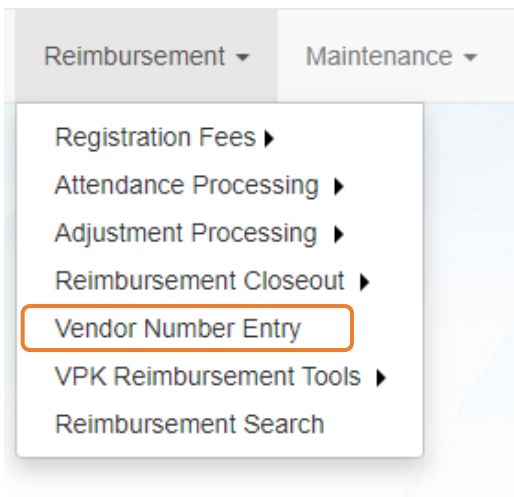 Reimbursement Maintenance
Registration Fees
Attendance Processing
Adjustment Processing
Reimbursement Closeout
Vendor Number Entry
VPK Reimbursement Tools
Reimbursement Search